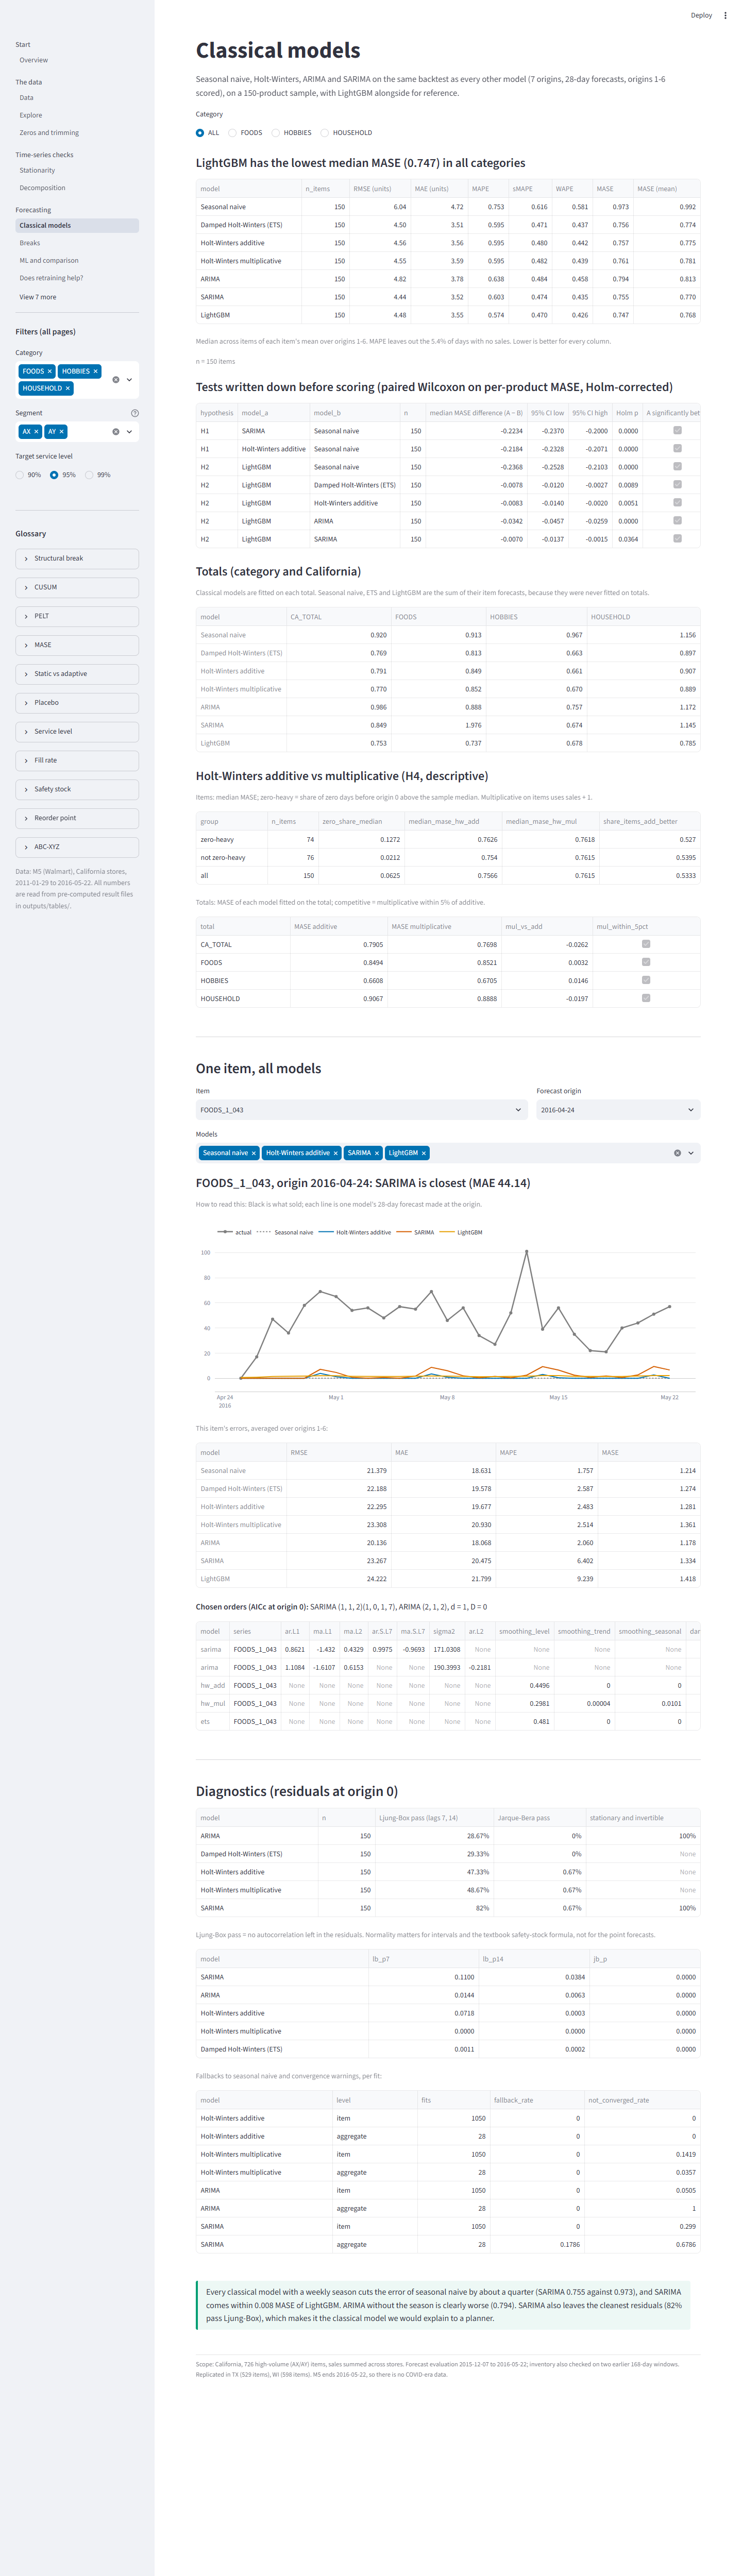 Deploy
Start
Overview
The data
Data
Explore
Zeros and trimming
Time-series checks
Stationarity
Decomposition
Forecasting
Classical models
Breaks
ML and comparison
Does retraining help?
View 7 more
Filters (all pages)
Category
FOODS HOBBIES
HOUSEHOLD
Segment
AX AY
Target service level
90% 95% 99%
Glossary
Structural break
CUSUM
PELT
MASE
Static vs adaptive
Placebo
Service level
Fill rate
Safety stock
Reorder point
ABC-XYZ
Data: M5 (Walmart), California stores,
2011-01-29 to 2016-05-22. All numbers
are read from pre-computed result files
in outputs/tables/.
Classical models
Seasonal naive, Holt-Winters, ARIMA and SARIMA on the same backtest as every other model (7 origins, 28-day forecasts, origins 1-6
scored), on a 150-product sample, with LightGBM alongside for reference.
Category
ALL FOODS HOBBIES HOUSEHOLD
LightGBM has the lowest median MASE (0.747) in all categories
model n_items RMSE (units) MAE (units) MAPE sMAPE WAPE MASE MASE (mean)
Seasonal naive 150 6.04 4.72 0.753 0.616 0.581 0.973 0.992
Damped Holt-Winters (ETS) 150 4.50 3.51 0.595 0.471 0.437 0.756 0.774
Holt-Winters additive 150 4.56 3.56 0.595 0.480 0.442 0.757 0.775
Holt-Winters multiplicative 150 4.55 3.59 0.595 0.482 0.439 0.761 0.781
ARIMA 150 4.82 3.78 0.638 0.484 0.458 0.794 0.813
SARIMA 150 4.44 3.52 0.603 0.474 0.435 0.755 0.770
LightGBM 150 4.48 3.55 0.574 0.470 0.426 0.747 0.768
Median across items of each item's mean over origins 1-6. MAPE leaves out the 5.4% of days with no sales. Lower is better for every column.
n = 150 items
Tests written down before scoring (paired Wilcoxon on per-product MASE, Holm-corrected)
hypothesis model_a model_b n median MASE difference (A − B) 95% CI low 95% CI high Holm p A significantly bet
H1 SARIMA Seasonal naive 150 -0.2234 -0.2370 -0.2000 0.0000
H1 Holt-Winters additive Seasonal naive 150 -0.2184 -0.2328 -0.2071 0.0000
H2 LightGBM Seasonal naive 150 -0.2368 -0.2528 -0.2103 0.0000
H2 LightGBM Damped Holt-Winters (ETS) 150 -0.0078 -0.0120 -0.0027 0.0089
H2 LightGBM Holt-Winters additive 150 -0.0083 -0.0140 -0.0020 0.0051
H2 LightGBM ARIMA 150 -0.0342 -0.0457 -0.0259 0.0000
H2 LightGBM SARIMA 150 -0.0070 -0.0137 -0.0015 0.0364
Totals (category and California)
Classical models are fitted on each total. Seasonal naive, ETS and LightGBM are the sum of their item forecasts, because they were never fitted on totals.
model CA_TOTAL FOODS HOBBIES HOUSEHOLD
Seasonal naive 0.920 0.913 0.967 1.156
Damped Holt-Winters (ETS) 0.769 0.813 0.663 0.897
Holt-Winters additive 0.791 0.849 0.661 0.907
Holt-Winters multiplicative 0.770 0.852 0.670 0.889
ARIMA 0.986 0.888 0.757 1.172
SARIMA 0.849 1.976 0.674 1.145
LightGBM 0.753 0.737 0.678 0.785
Holt-Winters additive vs multiplicative (H4, descriptive)
Items: median MASE; zero-heavy = share of zero days before origin 0 above the sample median. Multiplicative on items uses sales + 1.
group n_items zero_share_median median_mase_hw_add median_mase_hw_mul share_items_add_better
zero-heavy 74 0.1272 0.7626 0.7618 0.527
not zero-heavy 76 0.0212 0.754 0.7615 0.5395
all 150 0.0625 0.7566 0.7615 0.5333
Totals: MASE of each model fitted on the total; competitive = multiplicative within 5% of additive.
total MASE additive MASE multiplicative mul_vs_add mul_within_5pct
CA_TOTAL 0.7905 0.7698 -0.0262
FOODS 0.8494 0.8521 0.0032
HOBBIES 0.6608 0.6705 0.0146
HOUSEHOLD 0.9067 0.8888 -0.0197
One item, all models
Item Forecast origin
FOODS_1_043 2016-04-24
Models
Seasonal naive Holt-Winters additive SARIMA LightGBM
FOODS_1_043, origin 2016-04-24: SARIMA is closest (MAE 44.14)
How to read this: Black is what sold; each line is one model's 28-day forecast made at the origin.
actual Seasonal naive Holt-Winters additive SARIMA LightGBM
100
80
60
40
20
0
Apr 24 May 1 May 8 May 15 May 22
2016
This item's errors, averaged over origins 1-6:
model RMSE MAE MAPE MASE
Seasonal naive 21.379 18.631 1.757 1.214
Damped Holt-Winters (ETS) 22.188 19.578 2.587 1.274
Holt-Winters additive 22.295 19.677 2.483 1.281
Holt-Winters multiplicative 23.308 20.930 2.514 1.361
ARIMA 20.136 18.068 2.060 1.178
SARIMA 23.267 20.475 6.402 1.334
LightGBM 24.222 21.799 9.239 1.418
Chosen orders (AICc at origin 0): SARIMA (1, 1, 2)(1, 0, 1, 7), ARIMA (2, 1, 2), d = 1, D = 0
model series ar.L1 ma.L1 ma.L2 ar.S.L7 ma.S.L7 sigma2 ar.L2 smoothing_level smoothing_trend smoothing_seasonal dar
sarima FOODS_1_043 0.8621 -1.432 0.4329 0.9975 -0.9693 171.0308 None None None None
arima FOODS_1_043 1.1084 -1.6107 0.6153 None None 190.3993 -0.2181 None None None
hw_add FOODS_1_043 None None None None None None None 0.4496 0 0
hw_mul FOODS_1_043 None None None None None None None 0.2981 0.00004 0.0101
ets FOODS_1_043 None None None None None None None 0.481 0 0
Diagnostics (residuals at origin 0)
model n Ljung-Box pass (lags 7, 14) Jarque-Bera pass stationary and invertible
ARIMA 150 28.67% 0% 100%
Damped Holt-Winters (ETS) 150 29.33% 0% None
Holt-Winters additive 150 47.33% 0.67% None
Holt-Winters multiplicative 150 48.67% 0.67% None
SARIMA 150 82% 0.67% 100%
Ljung-Box pass = no autocorrelation left in the residuals. Normality matters for intervals and the textbook safety-stock formula, not for the point forecasts.
model lb_p7 lb_p14 jb_p
SARIMA 0.1100 0.0384 0.0000
ARIMA 0.0144 0.0063 0.0000
Holt-Winters additive 0.0718 0.0003 0.0000
Holt-Winters multiplicative 0.0000 0.0000 0.0000
Damped Holt-Winters (ETS) 0.0011 0.0002 0.0000
Fallbacks to seasonal naive and convergence warnings, per fit:
model level fits fallback_rate not_converged_rate
Holt-Winters additive item 1050 0 0
Holt-Winters additive aggregate 28 0 0
Holt-Winters multiplicative item 1050 0 0.1419
Holt-Winters multiplicative aggregate 28 0 0.0357
ARIMA item 1050 0 0.0505
ARIMA aggregate 28 0 1
SARIMA item 1050 0 0.299
SARIMA aggregate 28 0.1786 0.6786
Every classical model with a weekly season cuts the error of seasonal naive by about a quarter (SARIMA 0.755 against 0.973), and SARIMA
comes within 0.008 MASE of LightGBM. ARIMA without the season is clearly worse (0.794). SARIMA also leaves the cleanest residuals (82%
pass Ljung-Box), which makes it the classical model we would explain to a planner.
Scope: California, 726 high-volume (AX/AY) items, sales summed across stores. Forecast evaluation 2015-12-07 to 2016-05-22; inventory also checked on two earlier 168-day windows.
Replicated in TX (529 items), WI (598 items). M5 ends 2016-05-22, so there is no COVID-era data.